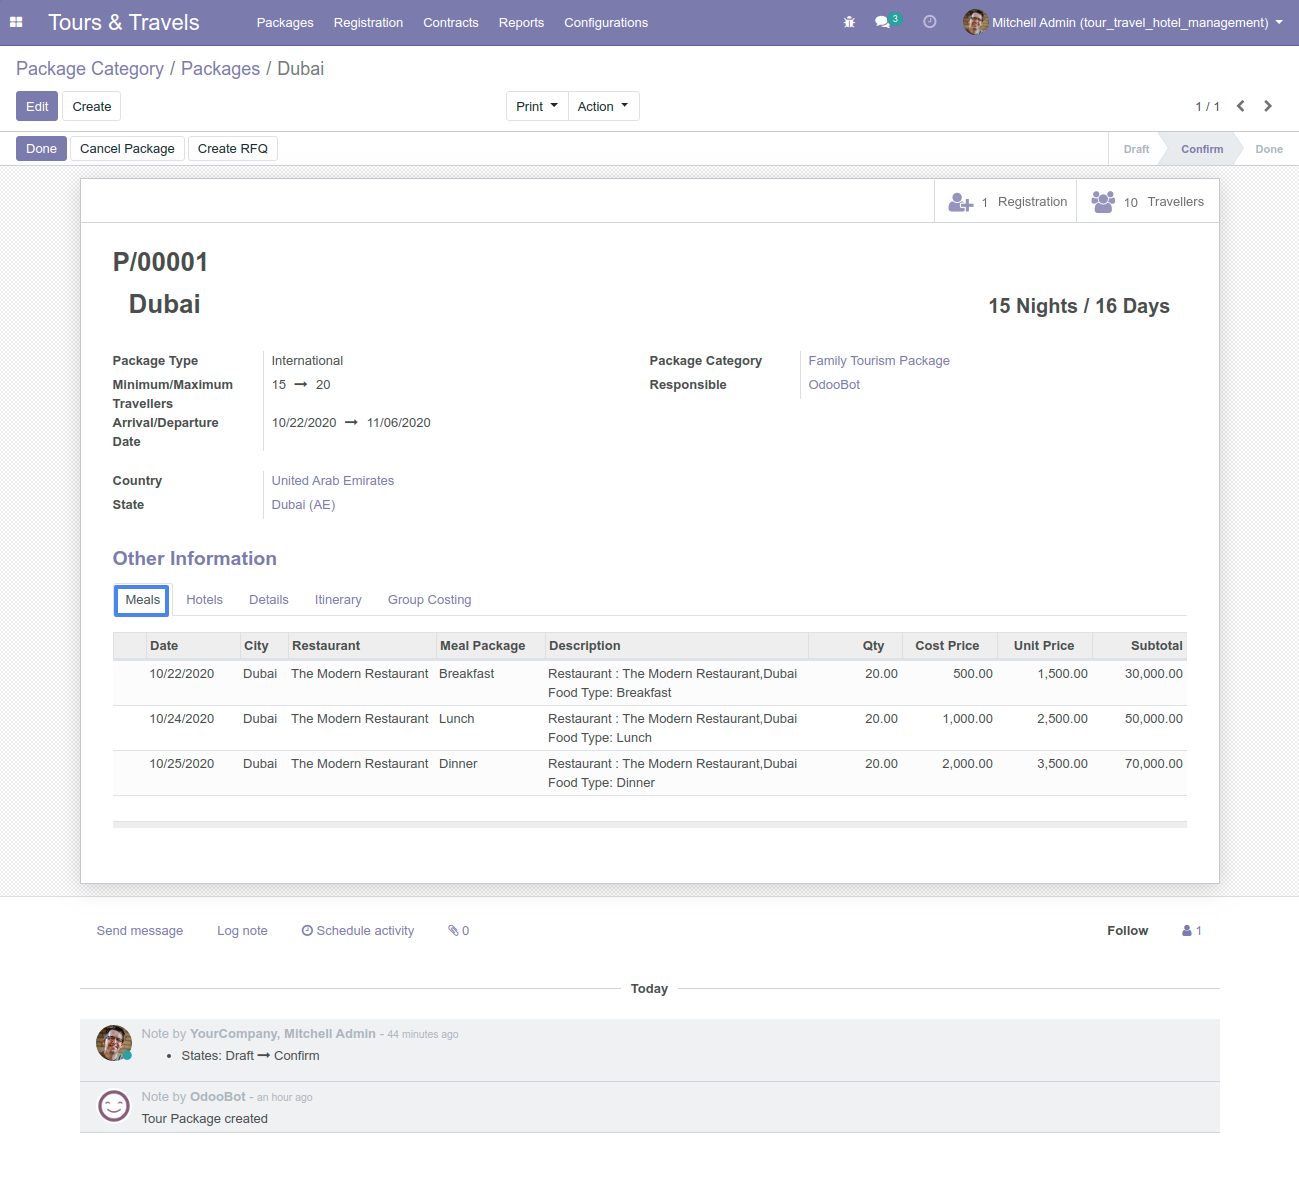 Tours & Travels Packages Registration Contracts Reports Configurations 3 Mitchell Admin (tour_travel_hotel_management)
Package Category / Packages / Dubai
Edit Create Print Action 1 / 1
Done Cancel Package Create RFQ Draft Confirm Done
1 Registration 10 Travellers
P/00001
Dubai 15 Nights / 16 Days
Package Type International Package Category Family Tourism Package
Minimum/Maximum 15 → 20 Responsible OdooBot
Travellers
Arrival/Departure 10/22/2020 → 11/06/2020
Date
Country United Arab Emirates
State Dubai (AE)
Other Information
Meals Hotels Details Itinerary Group Costing
Date City Restaurant Meal Package Description Qty Cost Price Unit Price Subtotal
10/22/2020 Dubai The Modern Restaurant Breakfast Restaurant : The Modern Restaurant,Dubai 20.00 500.00 1,500.00 30,000.00
Food Type: Breakfast
10/24/2020 Dubai The Modern Restaurant Lunch Restaurant : The Modern Restaurant,Dubai 20.00 1,000.00 2,500.00 50,000.00
Food Type: Lunch
10/25/2020 Dubai The Modern Restaurant Dinner Restaurant : The Modern Restaurant,Dubai 20.00 2,000.00 3,500.00 70,000.00
Food Type: Dinner
Send message Log note Schedule activity 0 Follow 1
Today
Note by YourCompany, Mitchell Admin - 44 minutes ago
• States: Draft → Confirm
Note by OdooBot - an hour ago
Tour Package created